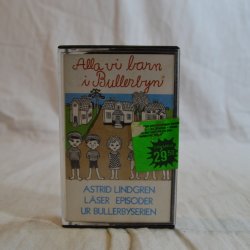 Alla vi barn
i Bullerbyn
29
ASTRID LINDGREN
LÄSER EPISODER
UR BULLERBYSERIEN